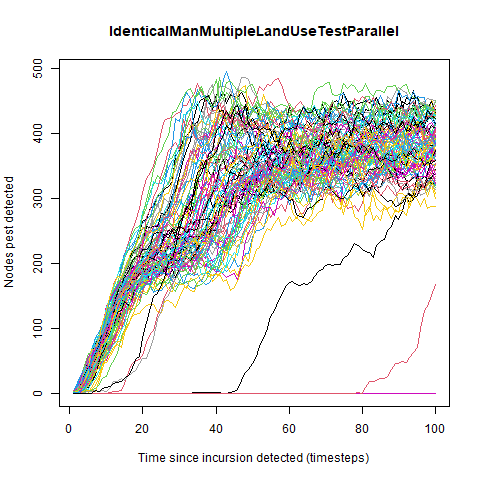 IdenticalManMultipleLandUseTestParallel
Nodes pest detected
500
400
300
200
100
0
0 20 40 60 80 100
Time since incursion detected (timesteps)